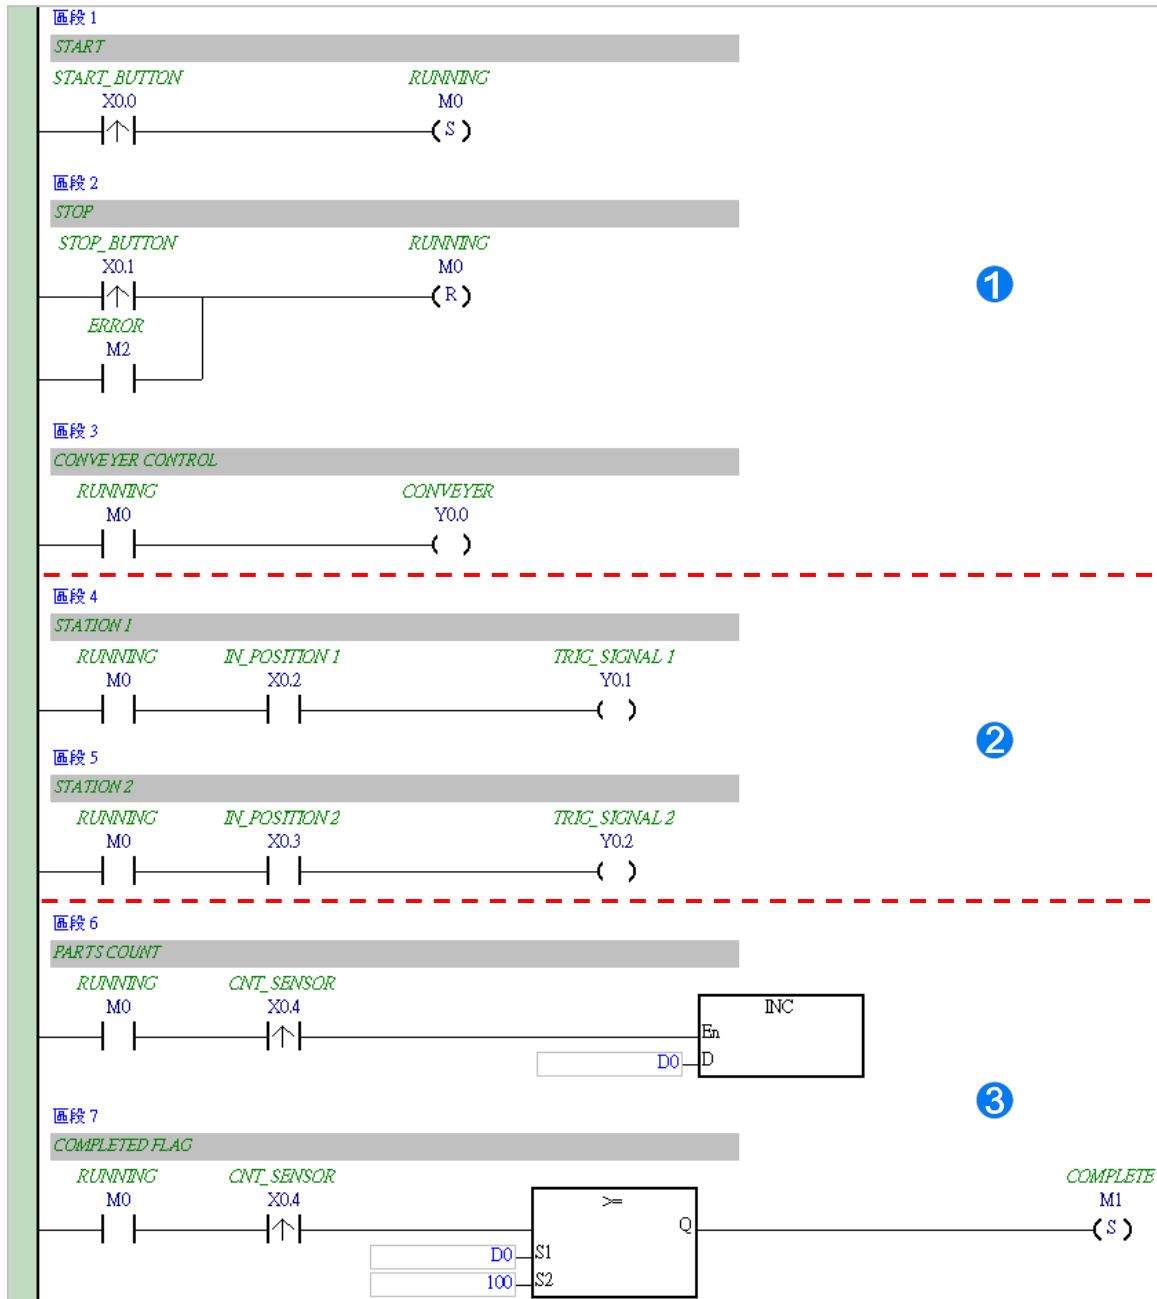 區段 1
START
START_BUTTON RUNNING
X0.0 M0
S
區段 2
STOP
STOP_BUTTON RUNNING
X0.1 M0
R
1
ERROR
M2
區段 3
CONVEYER CONTROL
RUNNING CONVEYER
M0 Y0.0
區段 4
STATION 1
RUNNING IN_POSITION 1 TRIG_SIGNAL 1
M0 X0.2 Y0.1
2
區段 5
STATION 2
RUNNING IN_POSITION 2 TRIG_SIGNAL 2
M0 X0.3 Y0.2
區段 6
PARTS COUNT
RUNNING CNT_SENSOR
M0 X0.4 INC
En
D0 D
3
區段 7
COMPLETED FLAG
RUNNING CNT_SENSOR COMPLETE
M0 X0.4 >= M1
Q S
D0 S1
100 S2